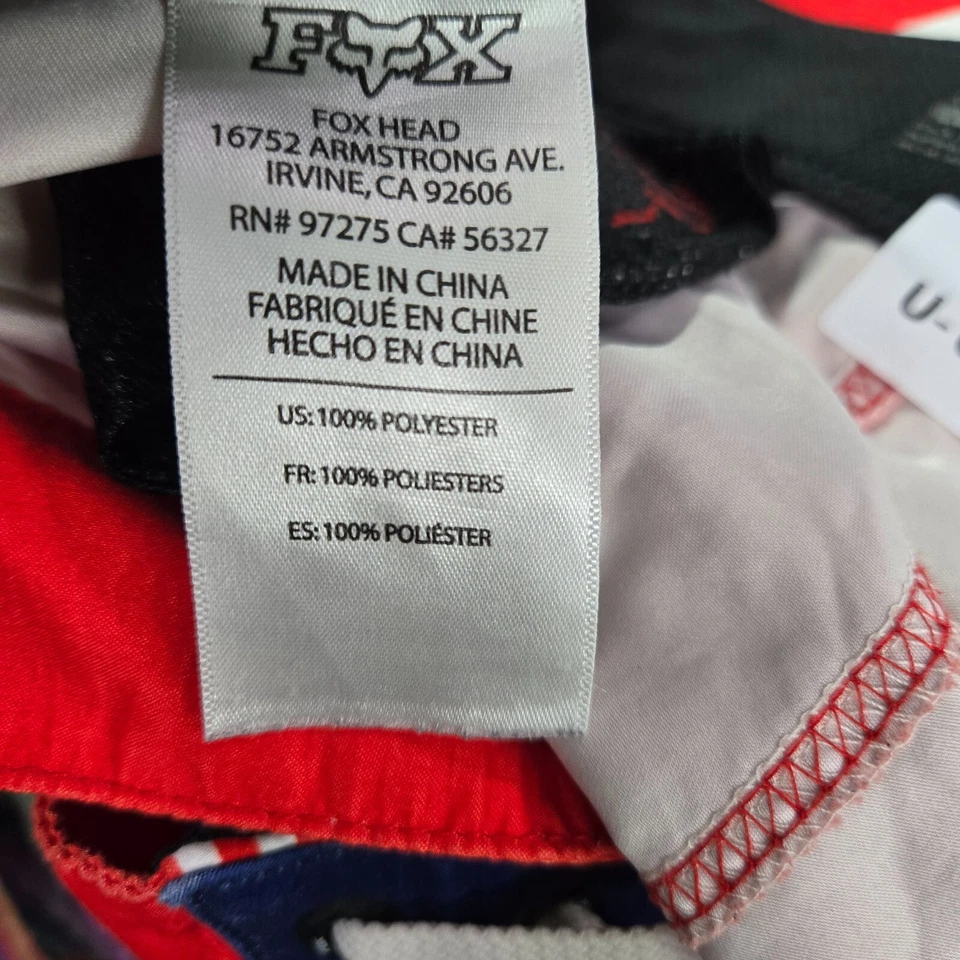 FOX
FOX HEAD
16752 ARMSTRONG AVE.
IRVINE, CA 92606
RN# 97275 CA# 56327
MADE IN CHINA
FABRIQUÉ EN CHINE
HECHO EN CHINA
US: 100% POLYESTER
FR: 100% POLIESTERS
ES: 100% POLIÉSTER
U-